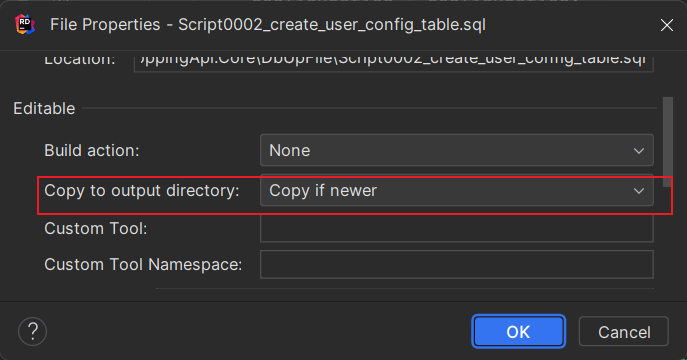 RD File Properties - Script0002_create_user_config_table.sql
Location: ppingApi.Core\DbUpFile\Script0002_create_user_config_table.sql
Editable
Build action: None
Copy to output directory: Copy if newer
Custom Tool:
Custom Tool Namespace:
? OK Cancel